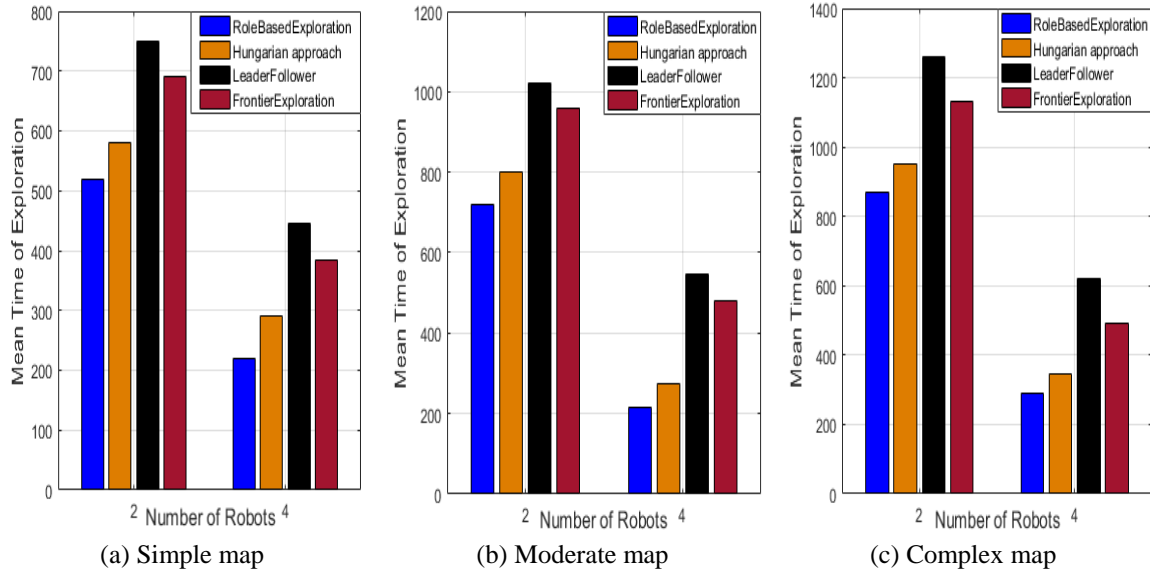 800
700
600
500
400
300
200
100
0
Mean Time of Exploration
RoleBasedExploration
Hungarian approach
LeaderFollower
FrontierExploration
2
Number of Robots
4
(a) Simple map
1200
1000
800
600
400
200
0
Mean Time of Exploration
RoleBasedExploration
Hungarian approach
LeaderFollower
FrontierExploration
2
Number of Robots
4
(b) Moderate map
1400
1200
1000
800
600
400
200
0
Mean Time of Exploration
RoleBasedExploration
Hungarian approach
LeaderFollower
FrontierExploration
2
Number of Robots
4
(c) Complex map